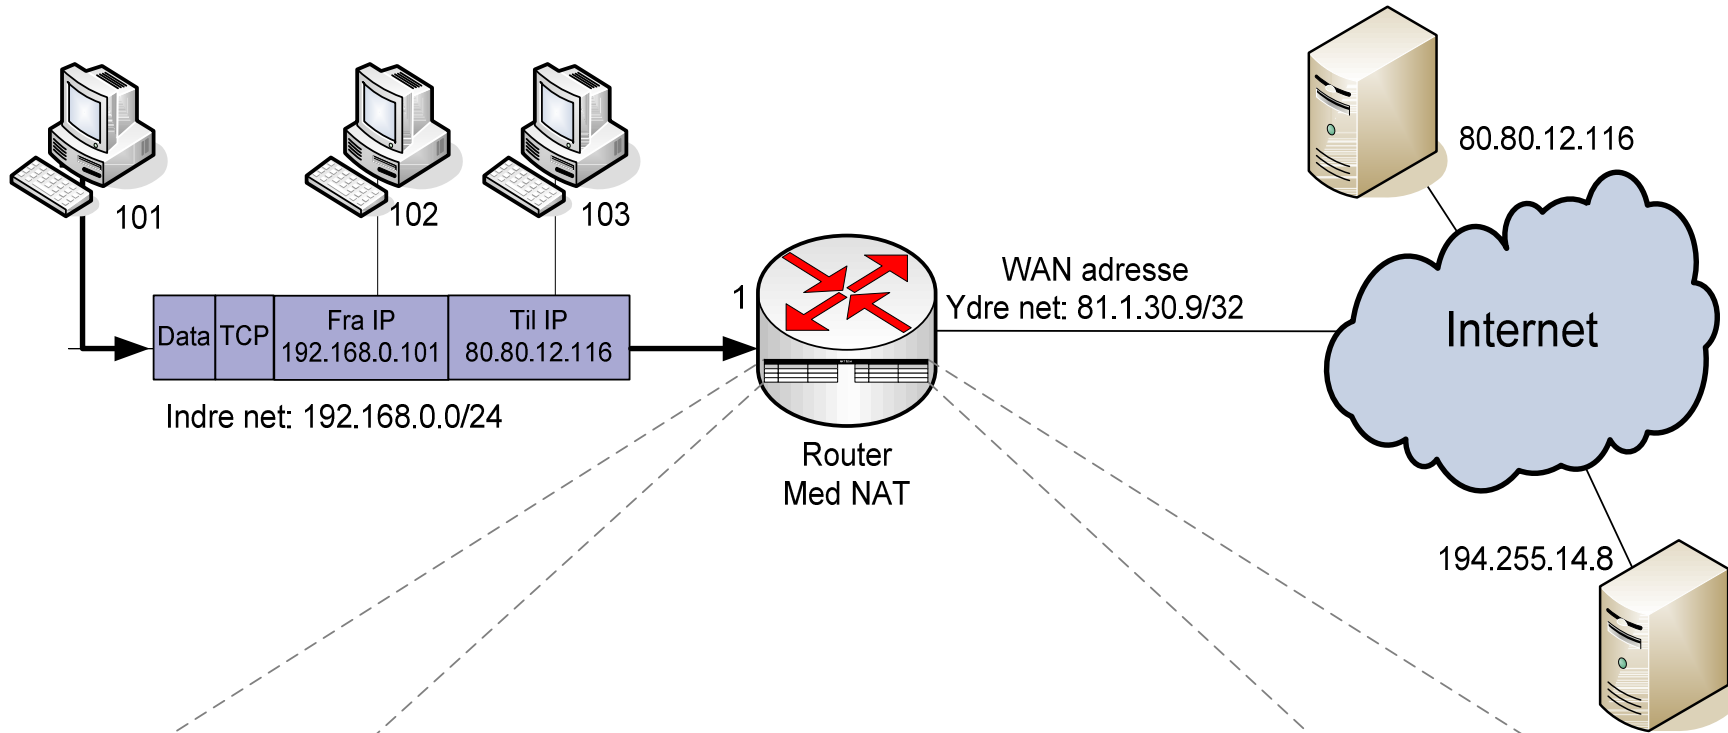 80.80.12.116
101
102
103
WAN adresse
Ydre net: 81.1.30.9/32
1
Data
TCP
Fra IP
192.168.0.101
Til IP
80.80.12.116
Internet
Indre net: 192.168.0.0/24
Router
Med NAT
194.255.14.8